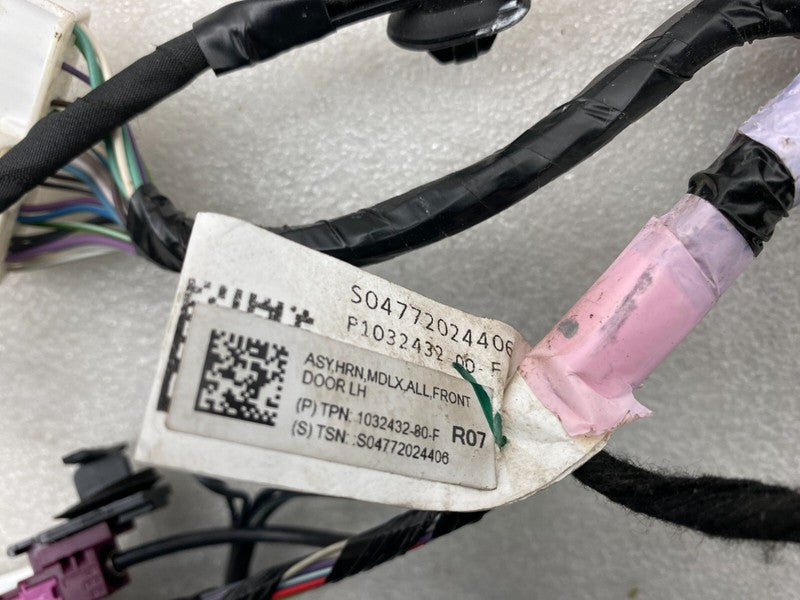 S04772024406
P1032432-00-F
ASY,HRN,MDLX,ALL,FRONT
DOOR LH
(P) TPN: 1032432-80-F R07
(S) TSN: :S04772024406